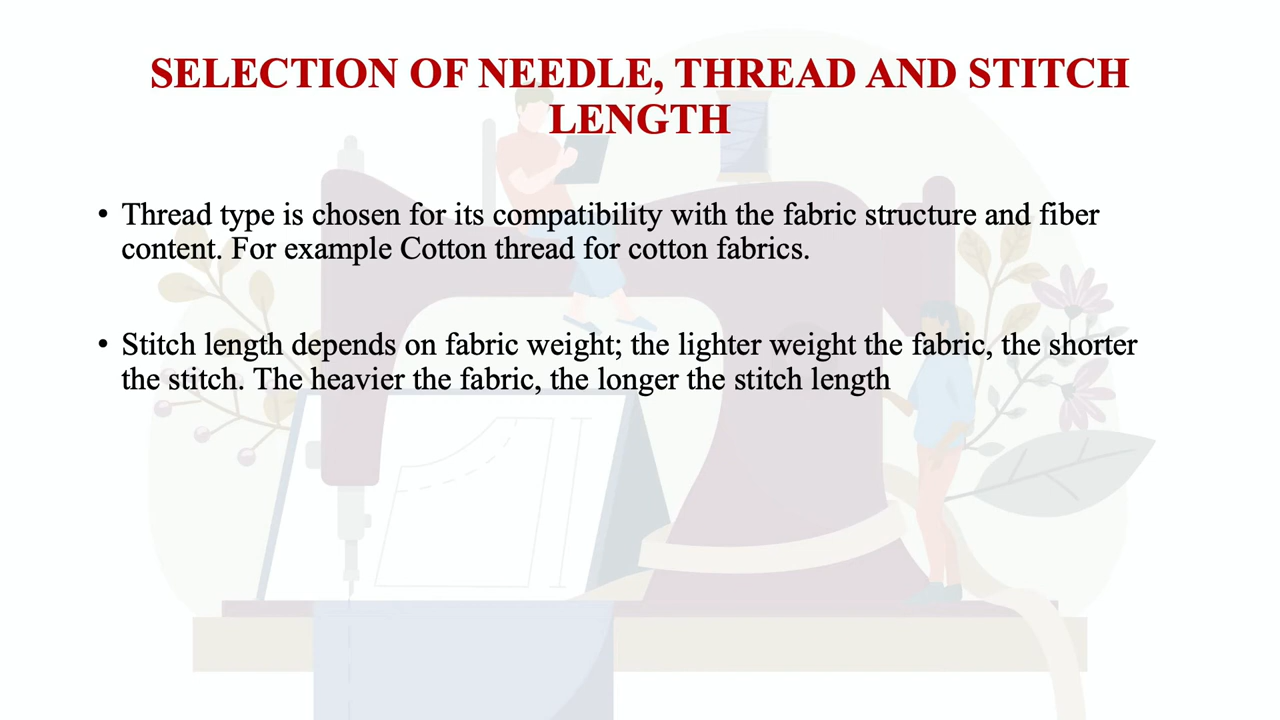 SELECTION OF NEEDLE, THREAD AND STITCH
LENGTH
• Thread type is chosen for its compatibility with the fabric structure and fiber
content. For example Cotton thread for cotton fabrics.
• Stitch length depends on fabric weight; the lighter weight the fabric, the shorter
the stitch. The heavier the fabric, the longer the stitch length